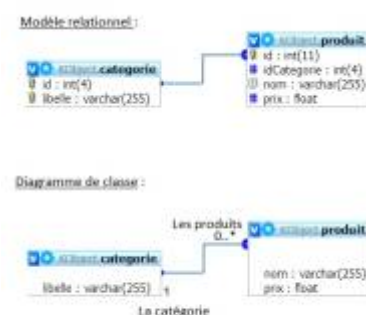 Modèle relationnel :
produit
id : int(11)
categorie
idCategorie : int(4)
id : int(4)
nom : varchar(255)
libelle : varchar(255)
prix : float
Diagramme de classe :
Les produits
0..*
produit
categorie
nom : varchar(255)
libelle : varchar(255)
1
prix : float
La catégorie